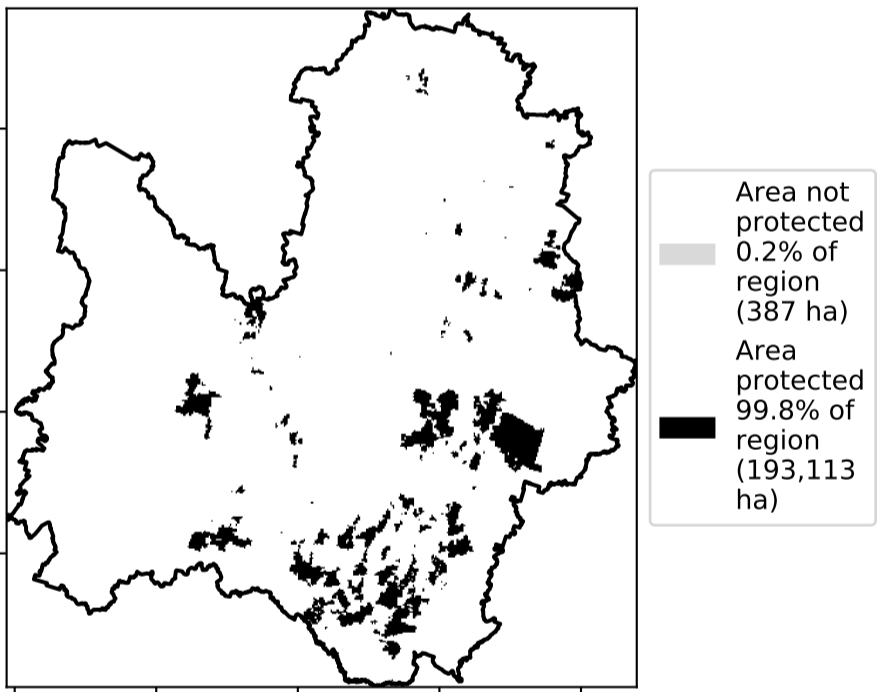 Area not
protected
0.2% of
region
(387 ha)
Area
protected
99.8% of
region
(193,113
ha)